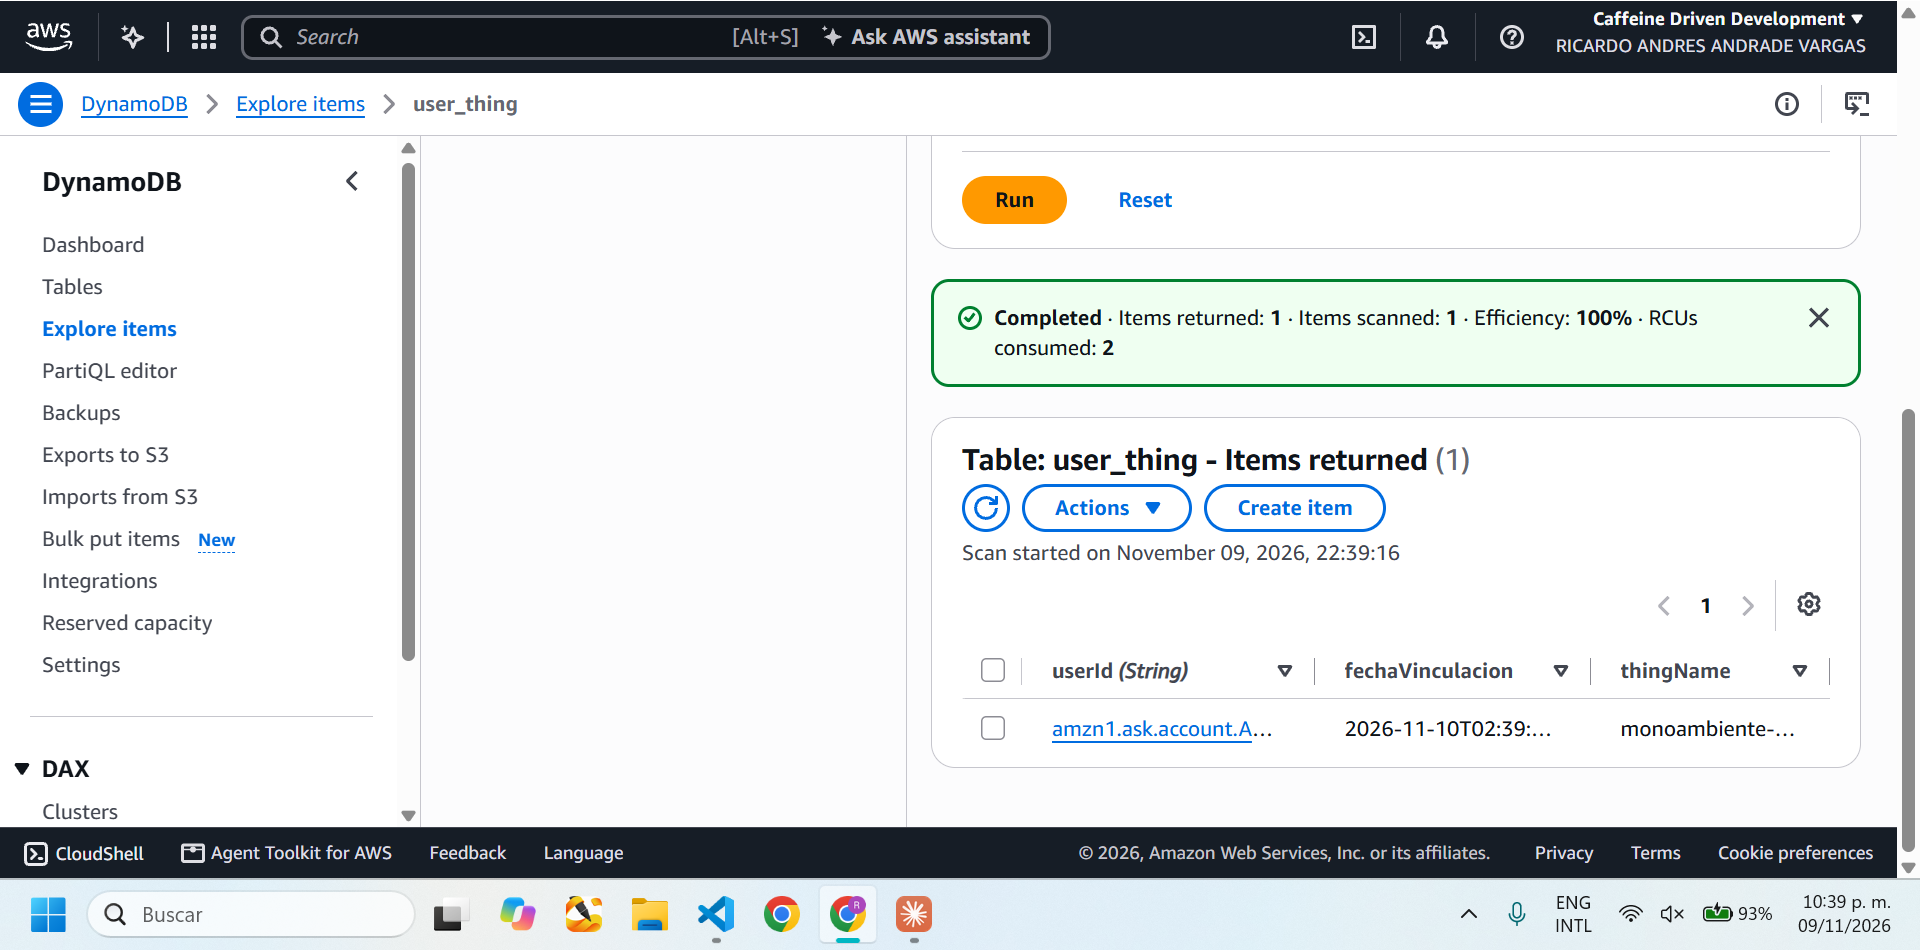 aws
Search
[Alt+S]
Ask AWS assistant
Caffeine Driven Development
RICARDO ANDRES ANDRADE VARGAS
DynamoDB
Explore items
user_thing
DynamoDB
Dashboard
Tables
Explore items
PartiQL editor
Backups
Exports to S3
Imports from S3
Bulk put items New
Integrations
Reserved capacity
Settings
DAX
Clusters
Run
Reset
Completed · Items returned: 1 · Items scanned: 1 · Efficiency: 100% · RCUs
consumed: 2
Table: user_thing - Items returned (1)
Actions
Create item
Scan started on November 09, 2026, 22:39:16
1
userId (String)
fechaVinculacion
thingName
amzn1.ask.account.A...
2026-11-10T02:39:...
monoambiente-...
CloudShell
Agent Toolkit for AWS
Feedback
Language
© 2026, Amazon Web Services, Inc. or its affiliates.
Privacy
Terms
Cookie preferences
Buscar
R
ENG
INTL
93%
10:39 p. m.
09/11/2026